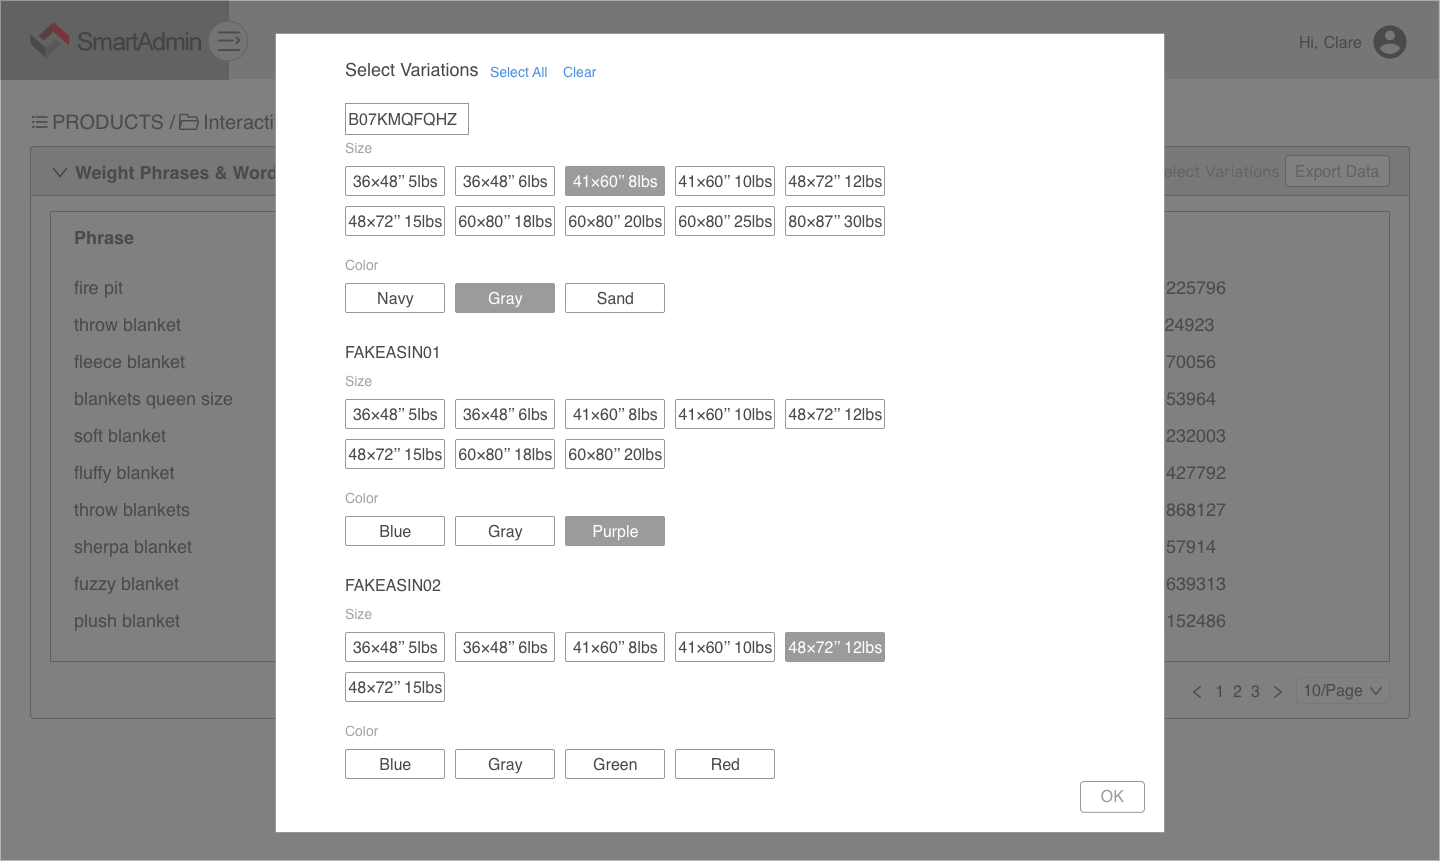 SmartAdmin
Hi, Clare
PRODUCTS / Interacti
Weight Phrases & Word
elect Variations
Export Data
Phrase
fire pit
225796
throw blanket
24923
fleece blanket
70056
blankets queen size
53964
soft blanket
232003
fluffy blanket
427792
throw blankets
868127
sherpa blanket
57914
fuzzy blanket
639313
plush blanket
152486
< 1 2 3 >
10/Page
Select Variations Select All Clear
B07KMQFQHZ
Size
36×48’’ 5lbs 36×48’’ 6lbs 41×60’’ 8lbs 41×60’’ 10lbs 48×72’’ 12lbs
48×72’’ 15lbs 60×80’’ 18lbs 60×80’’ 20lbs 60×80’’ 25lbs 80×87’’ 30lbs
Color
Navy Gray Sand
FAKEASIN01
Size
36×48’’ 5lbs 36×48’’ 6lbs 41×60’’ 8lbs 41×60’’ 10lbs 48×72’’ 12lbs
48×72’’ 15lbs 60×80’’ 18lbs 60×80’’ 20lbs
Color
Blue Gray Purple
FAKEASIN02
Size
36×48’’ 5lbs 36×48’’ 6lbs 41×60’’ 8lbs 41×60’’ 10lbs 48×72’’ 12lbs
48×72’’ 15lbs
Color
Blue Gray Green Red
OK